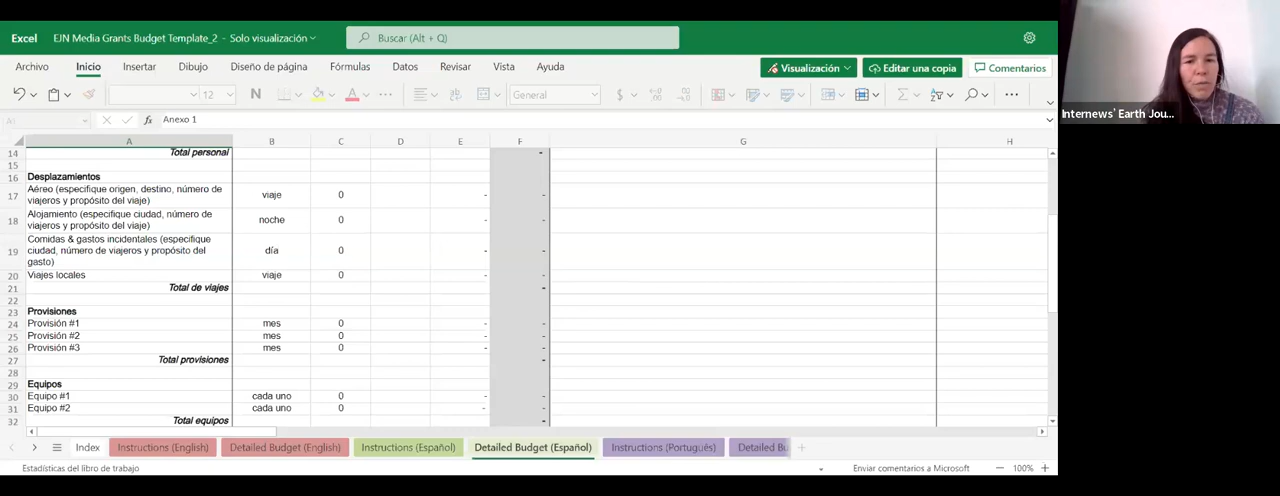 Excel EJN Media Grants Budget Template_2 - Solo visualización Buscar (Alt + Q)
Archivo Inicio Insertar Dibujo Diseño de página Fórmulas Datos Revisar Vista Ayuda Visualización Editar una copia Comentarios
12 N A General $
A1 fx Anexo 1
A B C D E F G H
14 Total personal -
15
16 Desplazamientos
17 Aéreo (especifique origen, destino, número de
viajeros y propósito del viaje) viaje 0 - -
18 Alojamiento (especifique ciudad, número de
viajeros y propósito del viaje) noche 0 - -
19 Comidas & gastos incidentales (especifique
ciudad, número de viajeros y propósito del
gasto) día 0 - -
20 Viajes locales viaje 0 - -
21 Total de viajes -
22
23 Provisiones
24 Provisión #1 mes 0 - -
25 Provisión #2 mes 0 - -
26 Provisión #3 mes 0 - -
27 Total provisiones -
28
29 Equipos
30 Equipo #1 cada uno 0 - -
31 Equipo #2 cada uno 0 - -
32 Total equipos -
Index Instructions (English) Detailed Budget (English) Instructions (Español) Detailed Budget (Español) Instructions (Português) Detailed Bu
Estadísticas del libro de trabajo Enviar comentarios a Microsoft 100%
Internews' Earth Jou...